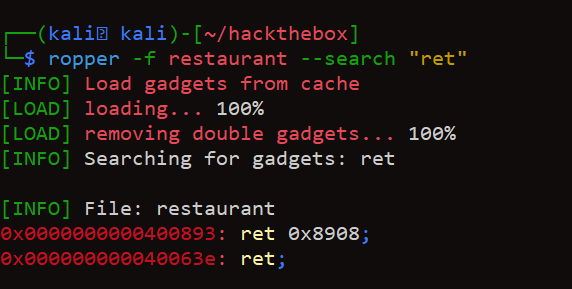 ┌──(kali㉿kali)-[~/hackthebox]
└─$ ropper -f restaurant --search "ret"
[INFO] Load gadgets from cache
[LOAD] loading... 100%
[LOAD] removing double gadgets... 100%
[INFO] Searching for gadgets: ret
[INFO] File: restaurant
0x0000000000400893: ret 0x8908;
0x000000000040063e: ret;